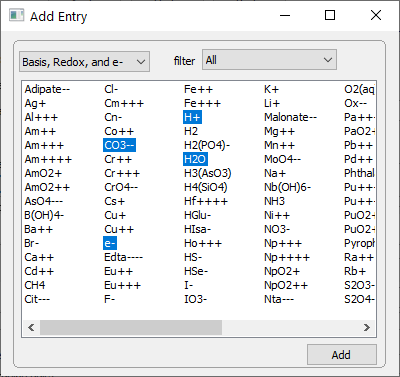 Add Entry
Basis, Redox, and e-
filter
All
Adipate--
Ag+
Al+++
Am++
Am+++
Am++++
AmO2+
AmO2++
AsO4---
B(OH)4-
Ba++
Br-
Ca++
Cd++
CH4
Cit---
Cl-
Cm+++
Cn-
Co++
CO3--
Cr++
Cr+++
CrO4--
Cs+
Cu+
Cu++
e-
Edta----
Eu++
Eu+++
F-
Fe++
Fe+++
H+
H2
H2(PO4)-
H2O
H3(AsO3)
H4(SiO4)
Hf++++
HGlu-
HIsa-
Ho+++
HS-
HSe-
I-
IO3-
K+
Li+
Malonate--
Mg++
Mn++
MoO4--
Na+
Nb(OH)6-
NH3
Ni++
NO3-
Np+++
Np++++
NpO2+
NpO2++
Nta---
O2(aq
Ox--
Pa++
PaO2+
Pb++
Pd++
Phthal
Pu++
Pu++
PuO2
PuO2
Pyroph
Ra++
Rb+
S2O3-
S2O4-
Add